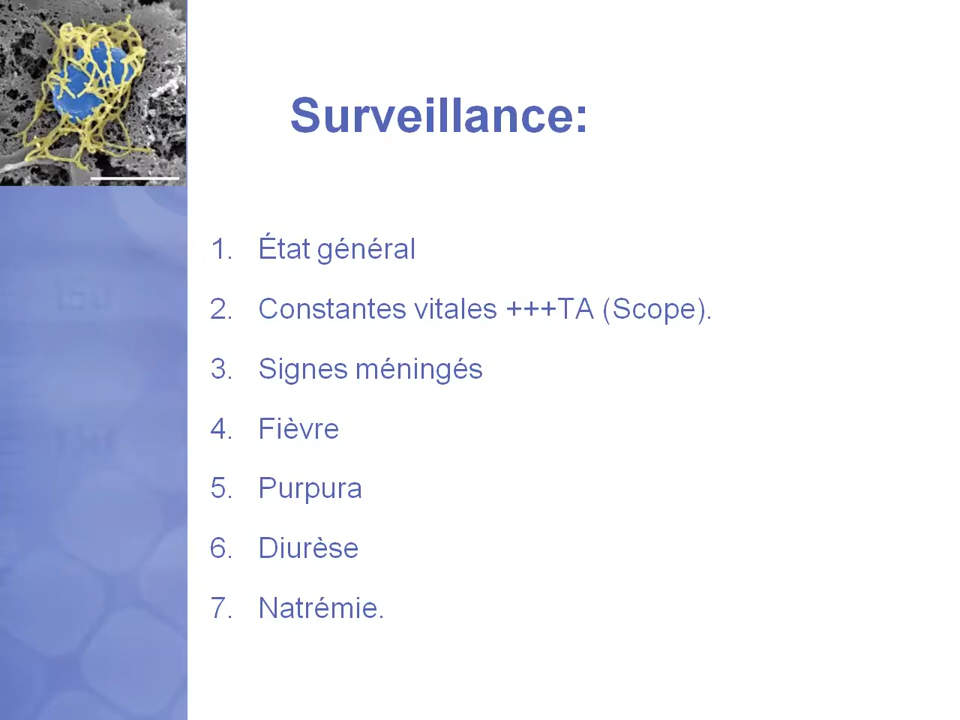 Surveillance:
1. État général
2. Constantes vitales +++TA (Scope).
3. Signes méningés
4. Fièvre
5. Purpura
6. Diurèse
7. Natrémie.